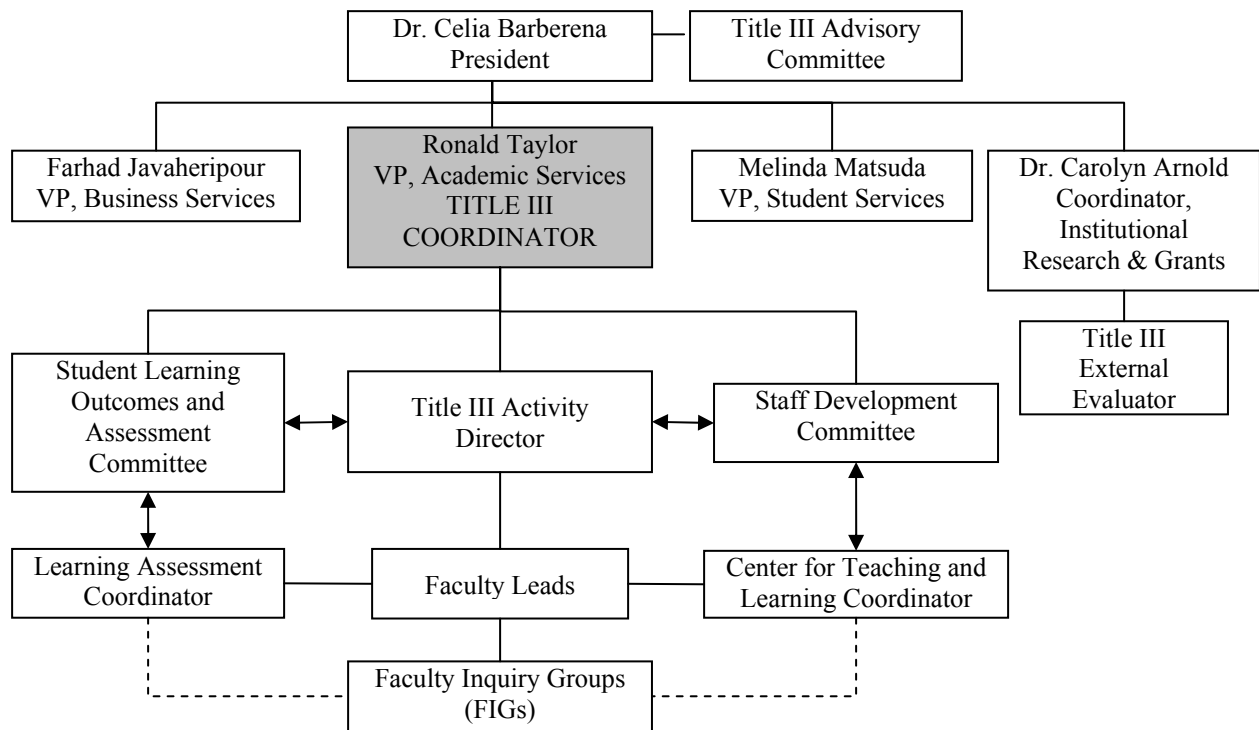 Dr. Celia Barberena
President
Title III Advisory
Committee
Farhad Javaheripour
VP, Business Services
Ronald Taylor
VP, Academic Services
TITLE III
COORDINATOR
Melinda Matsuda
VP, Student Services
Dr. Carolyn Arnold
Coordinator,
Institutional
Research & Grants
Title III
External
Evaluator
Student Learning
Outcomes and
Assessment
Committee
Title III Activity
Director
Staff Development
Committee
Learning Assessment
Coordinator
Faculty Leads
Center for Teaching and
Learning Coordinator
Faculty Inquiry Groups
(FIGs)